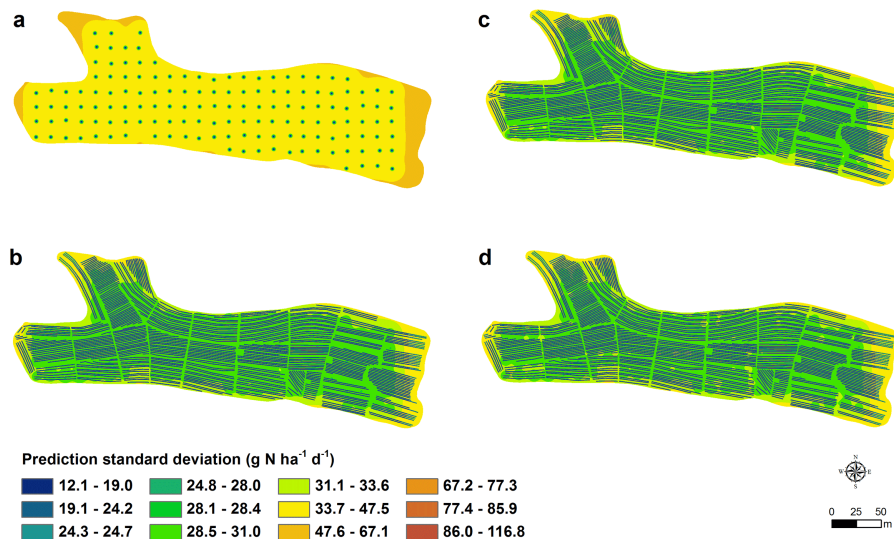 a
c
b
d
Prediction standard deviation (g N ha⁻¹ d⁻¹)
12.1 - 19.0 24.8 - 28.0 31.1 - 33.6 67.2 - 77.3
19.1 - 24.2 28.1 - 28.4 33.7 - 47.5 77.4 - 85.9
24.3 - 24.7 28.5 - 31.0 47.6 - 67.1 86.0 - 116.8
N
W E
S
0 25 50
m